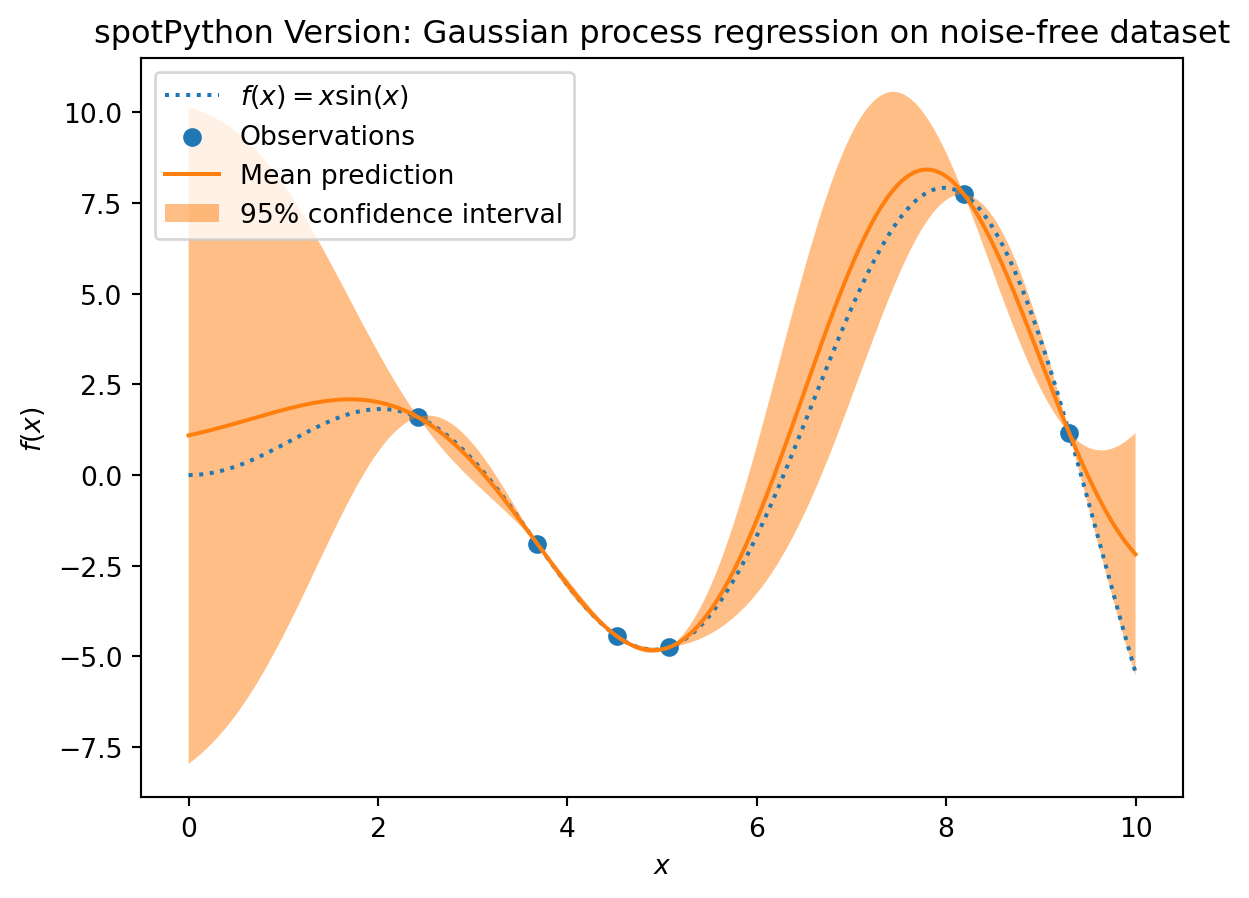 spotPython Version: Gaussian process regression on noise-free dataset
f(x) = x sin(x)
Observations
Mean prediction
95% confidence interval
10.0
7.5
5.0
2.5
0.0
−2.5
−5.0
−7.5
f(x)
0 2 4 6 8 10
x